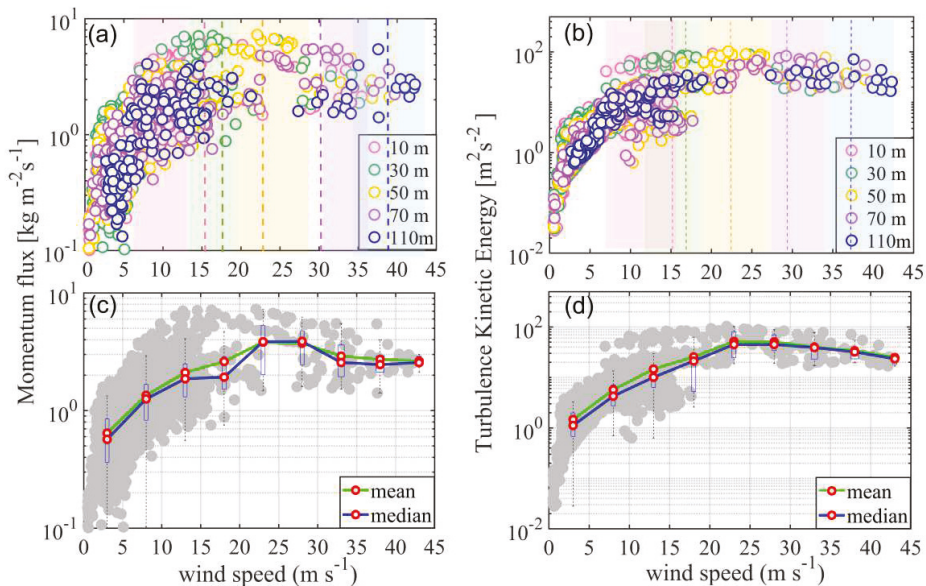 (a)
Momentum flux [kg m⁻²s⁻¹]
10¹
10⁰
10⁻¹
0 5 10 15 20 25 30 35 40 45
10 m
30 m
50 m
70 m
110m
(b)
Turbulence Kinetic Energy [m²s⁻²]
10²
10⁰
10⁻²
0 5 10 15 20 25 30 35 40 45
10 m
30 m
50 m
70 m
110m
(c)
10¹
10⁰
10⁻¹
0 5 10 15 20 25 30 35 40 45
wind speed (m s⁻¹)
mean
median
(d)
10²
10⁰
10⁻²
0 5 10 15 20 25 30 35 40 45
wind speed (m s⁻¹)
mean
median